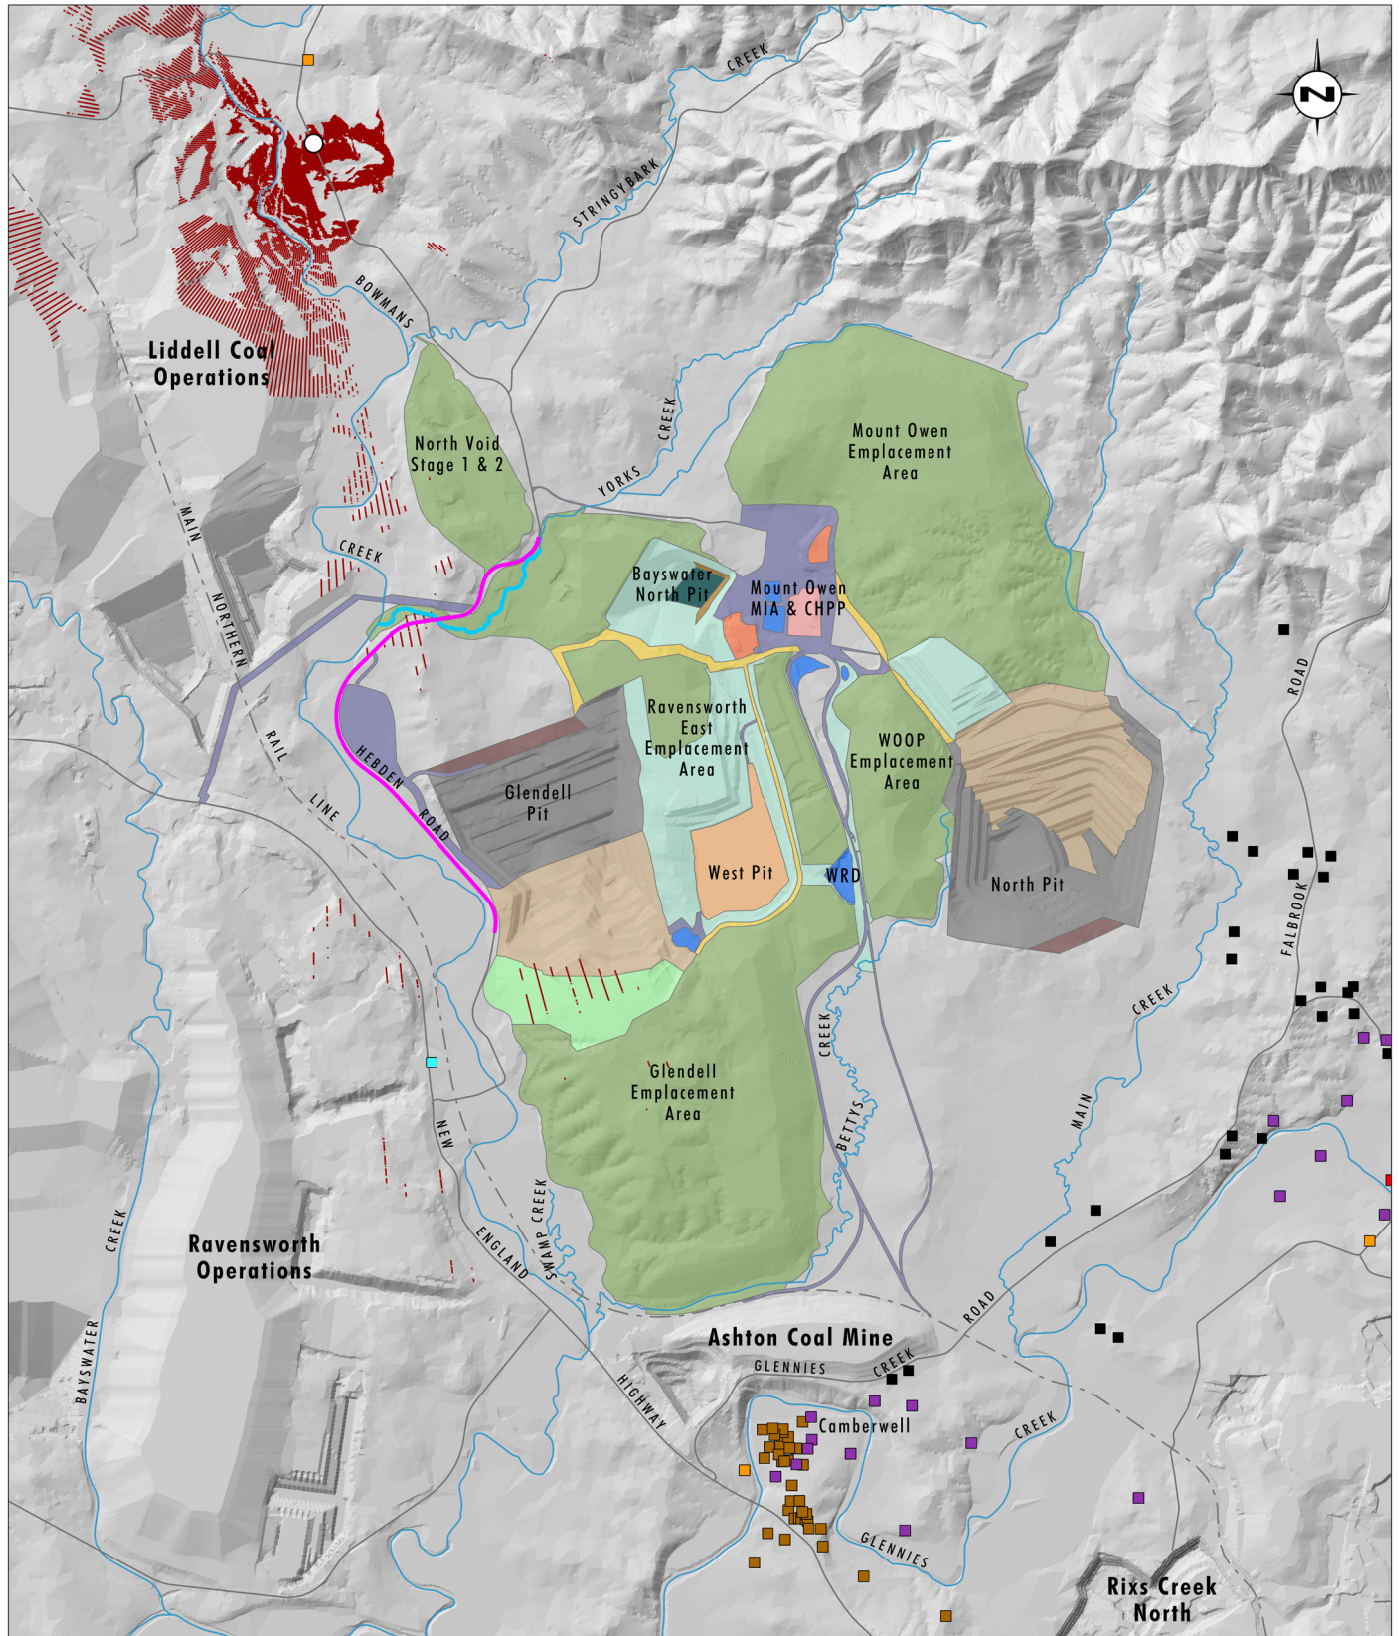 CREEK
N
STRINGYBARK
BOWMANS
Liddell Coal
Operations
North Void
Stage 1 & 2
CREEK
YORKS
Mount Owen
Emplacement
Area
MAIN
NORTHERN
RAIL
LINE
CREEK
Bayswater
North Pit
Mount Owen
MIA & CHPP
ROAD
FALBROOK
Ravensworth
East
Emplacement
Area
WOOP
Emplacement
Area
HEBDEN
ROAD
Glendell
Pit
West Pit
WRD
North Pit
CREEK
MAIN
CREEK
BETTYS
Glendell
Emplacement
Area
NEW
ENGLAND
HIGHWAY
SWAMP CREEK
CREEK
BAYSWATER
Ravensworth
Operations
ROAD
Ashton Coal Mine
GLENNIES
CREEK
Camberwell
CREEK
GLENNIES
Rixs Creek
North